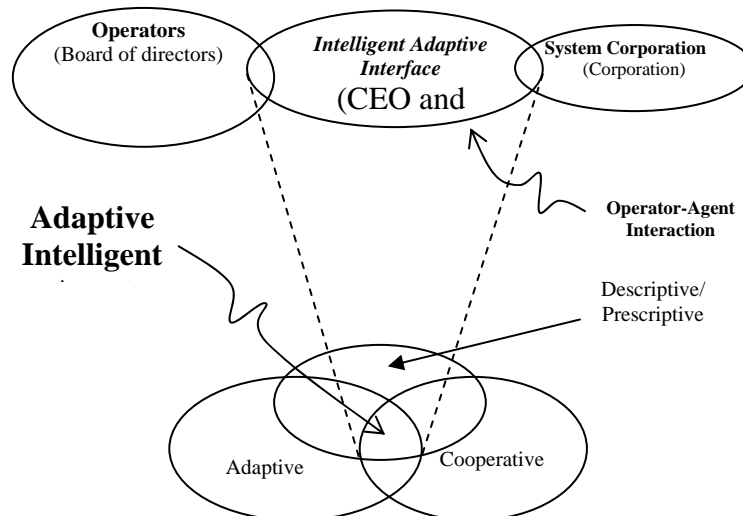 Operators
(Board of directors)
Intelligent Adaptive
Interface
(CEO and
System Corporation
(Corporation)
Operator-Agent
Interaction
Adaptive
Intelligent
Descriptive/
Prescriptive
Adaptive
Cooperative